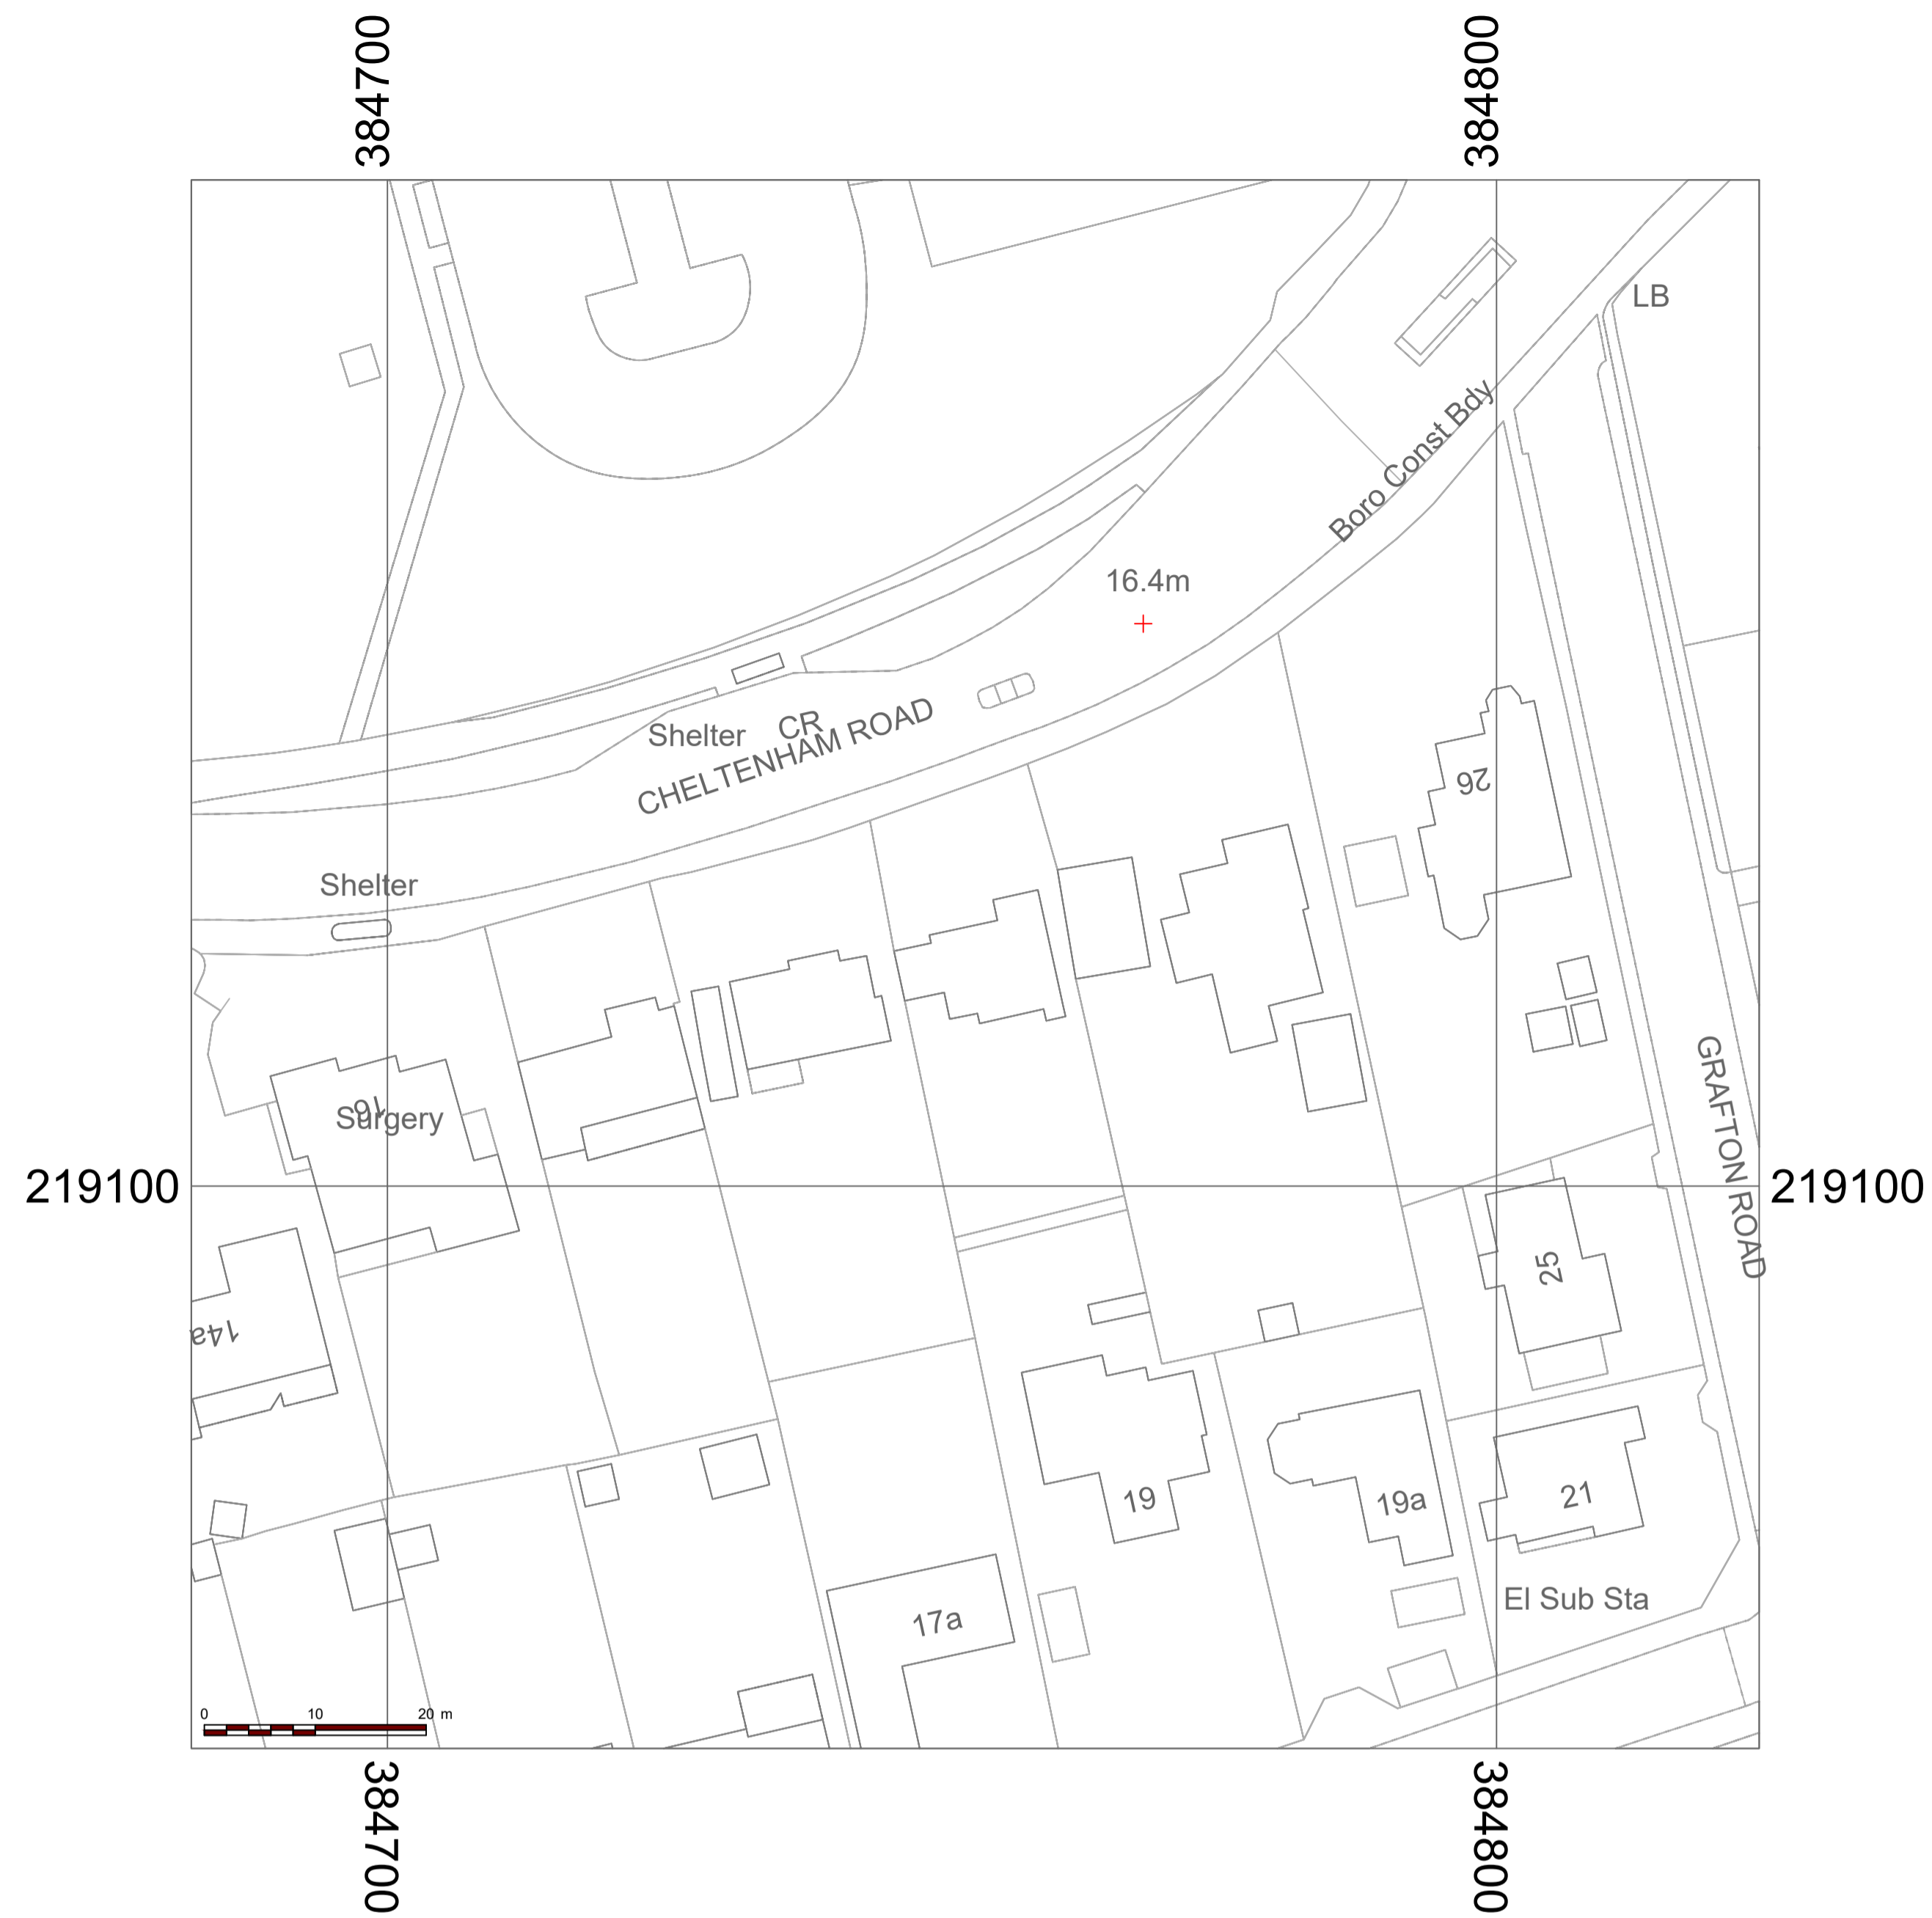 384700
384800
LB
Boro Const Bdy
16.4m
Shelter
CR
CHELTENHAM ROAD
26
Shelter
GRAFTON ROAD
16
Surgery
219100
219100
25
14a
19
19a
21
El Sub Sta
17a
0 10 20 m
384700
384800